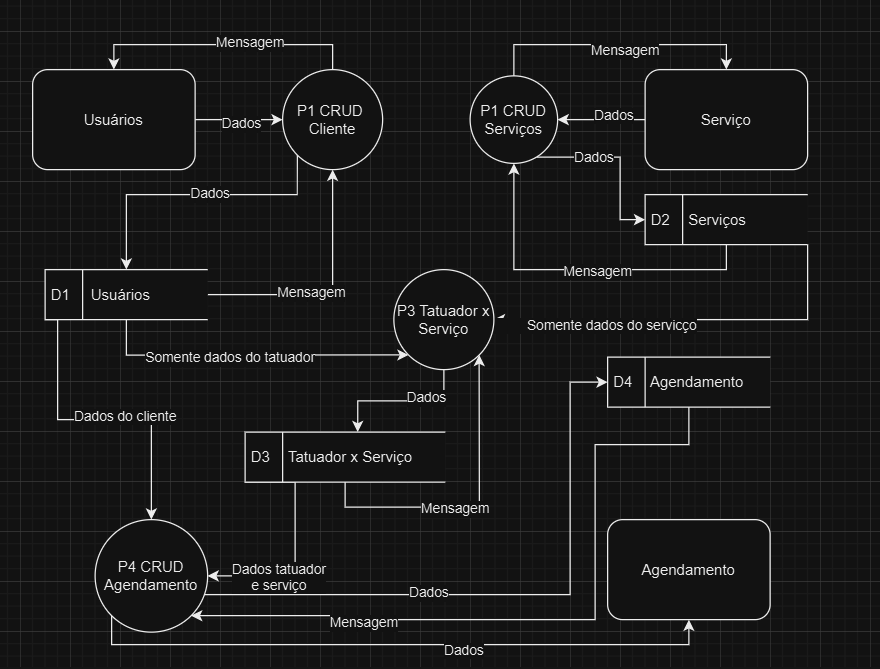 Mensagem
Mensagem
Usuários
Dados
P1 CRUD
Cliente
P1 CRUD
Serviços
Dados
Serviço
Dados
Dados
D2
Serviços
Mensagem
D1
Usuários
Mensagem
P3 Tatuador x
Serviço
Somente dados do servicço
Somente dados do tatuador
D4
Agendamento
Dados
Dados do cliente
D3
Tatuador x Serviço
Mensagem
P4 CRUD
Agendamento
Dados tatuador
e serviço
Agendamento
Dados
Mensagem
Dados